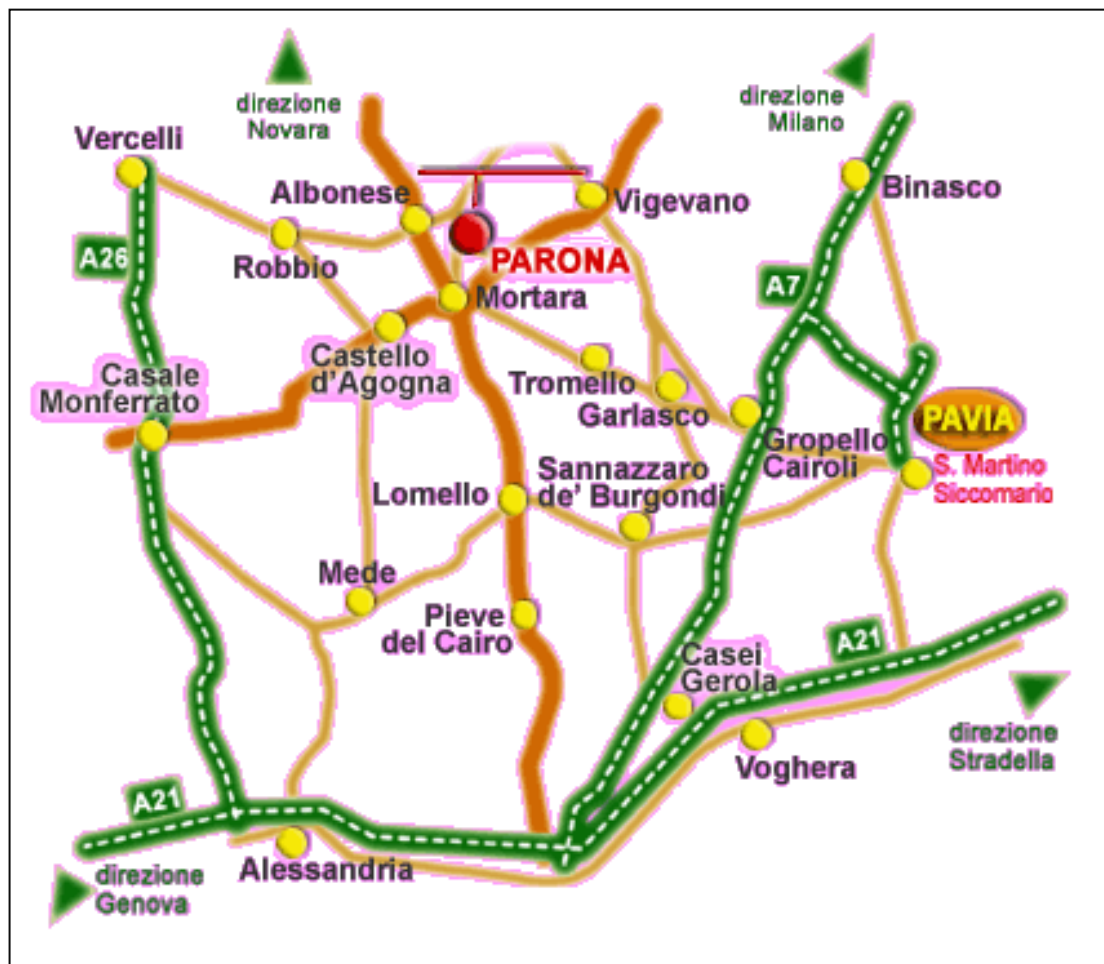 direzione
Novara
direzione
Milano
Vercelli
Albonese
Vigevano
Binasco
A26
Robbio
PARONA
A7
Mortara
Castello
d'Agogna
Casale
Monferrato
Tromello
Garlasco
PAVIA
Gropello
Cairoli
S. Martino
Siccomario
Sannazzaro
de' Burgondi
Lomello
Mede
Pieve
del Cairo
A21
Casei
Gerola
direzione
Stradella
Voghera
A21
Alessandria
direzione
Genova